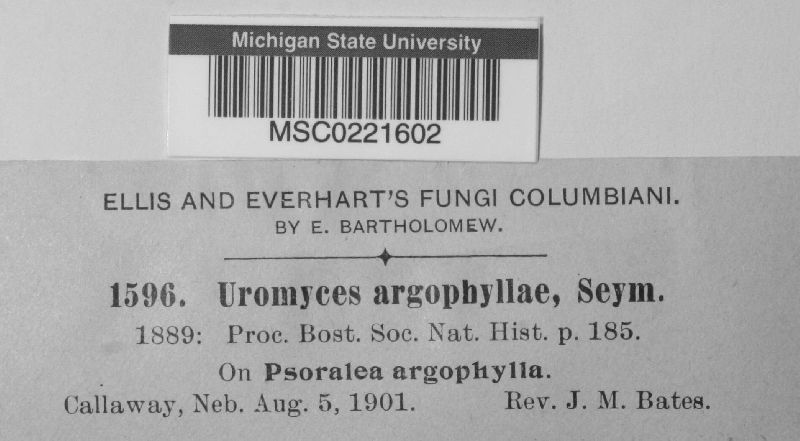 Michigan State University
MSC0221602
ELLIS AND EVERHART'S FUNGI COLUMBIANI.
BY E. BARTHOLOMEW.
1596. Uromyces argophyllae, Seym.
1889: Proc. Bost. Soc. Nat. Hist. p. 185.
On Psoralea argophylla.
Callaway, Neb. Aug. 5, 1901. Rev. J. M. Bates.